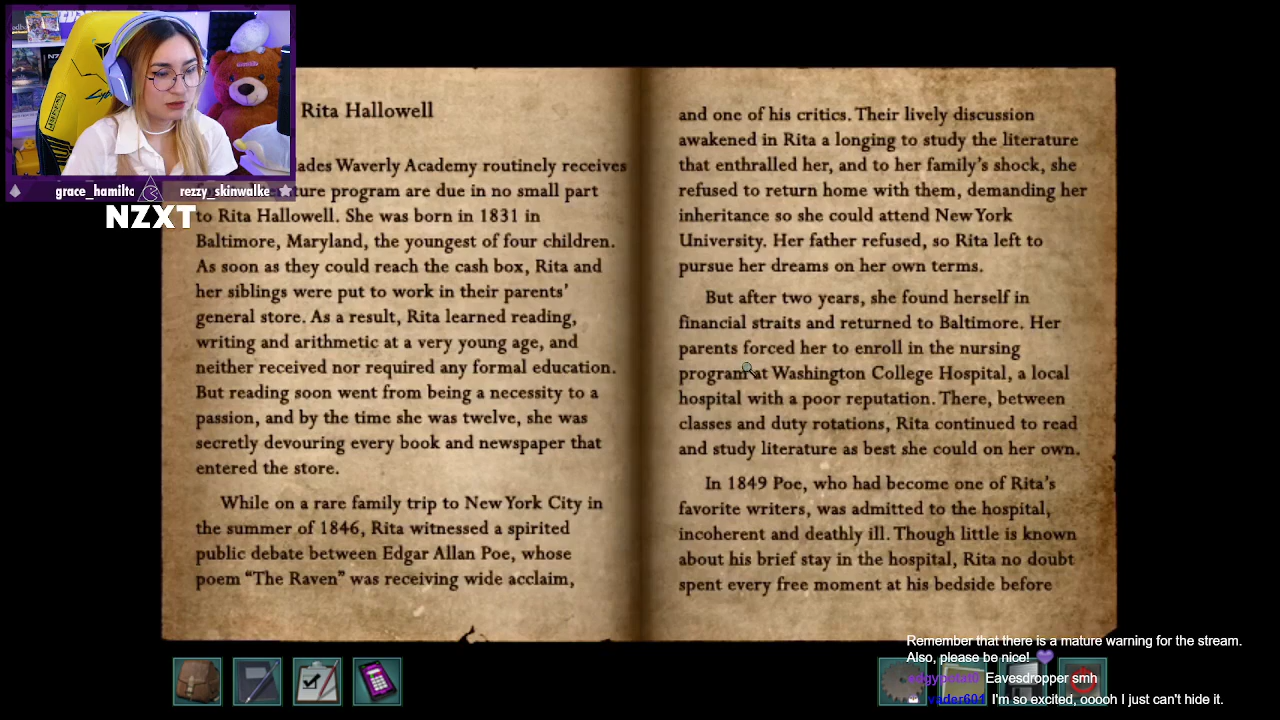 Rita Hallowell
ades Waverly Academy routinely receives
ture program are due in no small part
to Rita Hallowell. She was born in 1831 in
Baltimore, Maryland, the youngest of four children.
As soon as they could reach the cash box, Rita and
her siblings were put to work in their parents'
general store. As a result, Rita learned reading,
writing and arithmetic at a very young age, and
neither received nor required any formal education.
But reading soon went from being a necessity to a
passion, and by the time she was twelve, she was
secretly devouring every book and newspaper that
entered the store.
While on a rare family trip to New York City in
the summer of 1846, Rita witnessed a spirited
public debate between Edgar Allan Poe, whose
poem “The Raven” was receiving wide acclaim,
and one of his critics. Their lively discussion
awakened in Rita a longing to study the literature
that enthralled her, and to her family's shock, she
refused to return home with them, demanding her
inheritance so she could attend New York
University. Her father refused, so Rita left to
pursue her dreams on her own terms.
But after two years, she found herself in
financial straits and returned to Baltimore. Her
parents forced her to enroll in the nursing
program at Washington College Hospital, a local
hospital with a poor reputation. There, between
classes and duty rotations, Rita continued to read
and study literature as best she could on her own.
In 1849 Poe, who had become one of Rita's
favorite writers, was admitted to the hospital,
incoherent and deathly ill. Though little is known
about his brief stay in the hospital, Rita no doubt
spent every free moment at his bedside before
grace_hamilto rezzy_skinwalke
NZXT
Remember that there is a mature warning for the stream.
Also, please be nice!
edgypotat0 Eavesdropper smh
vader601 I'm so excited, ooooh I just can't hide it.